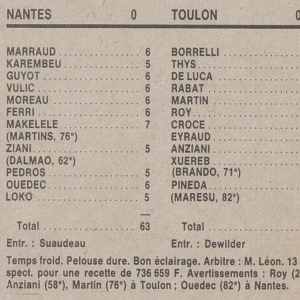 NANTES 0 TOULON 0
MARRAUD 6 BORRELLI
KAREMBEU 5 THYS
GUYOT 6 DE LUCA
VULIC 6 RABAT
MOREAU 6 MARTIN
FERRI 6 ROY
MAKELELE 7 CROCE
(MARTINS, 76°) EYRAUD
ZIANI 5 ANZIANI
(DALMAO, 62°) XUEREB
PEDROS 5 (BRANDO, 71°)
OUEDEC 6 PINEDA
LOKO 5 (MARESU, 82°)
Total 63 Total
Entr. : Suaudeau Entr. : Dewilder
Temps froid. Pelouse dure. Bon éclairage. Arbitre : M. Léon. 13
spect. pour une recette de 736 659 F. Avertissements : Roy (2
Anziani (58°), Martin (76°) à Toulon ; Ouedec (82°) à Nantes.